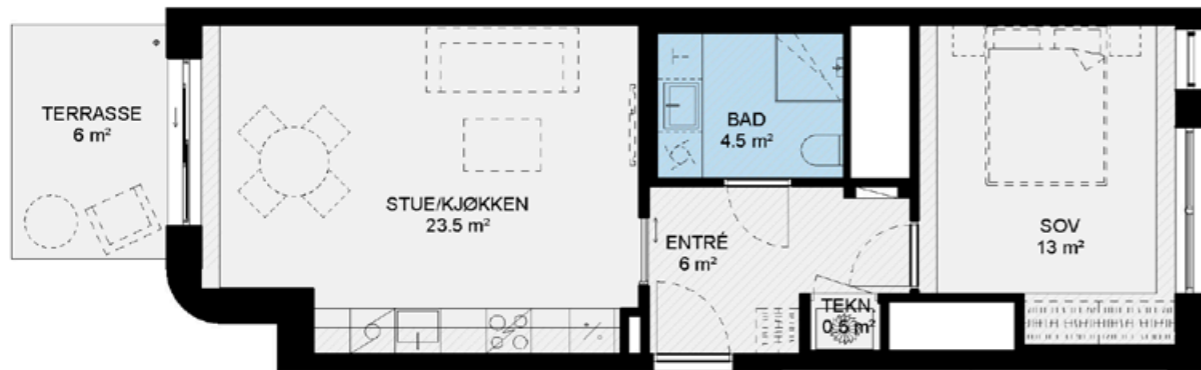 TERRASSE
6 m²
STUE/KJØKKEN
23.5 m²
BAD
4.5 m²
ENTRÉ
6 m²
TEKN.
0.5 m²
SOV
13 m²